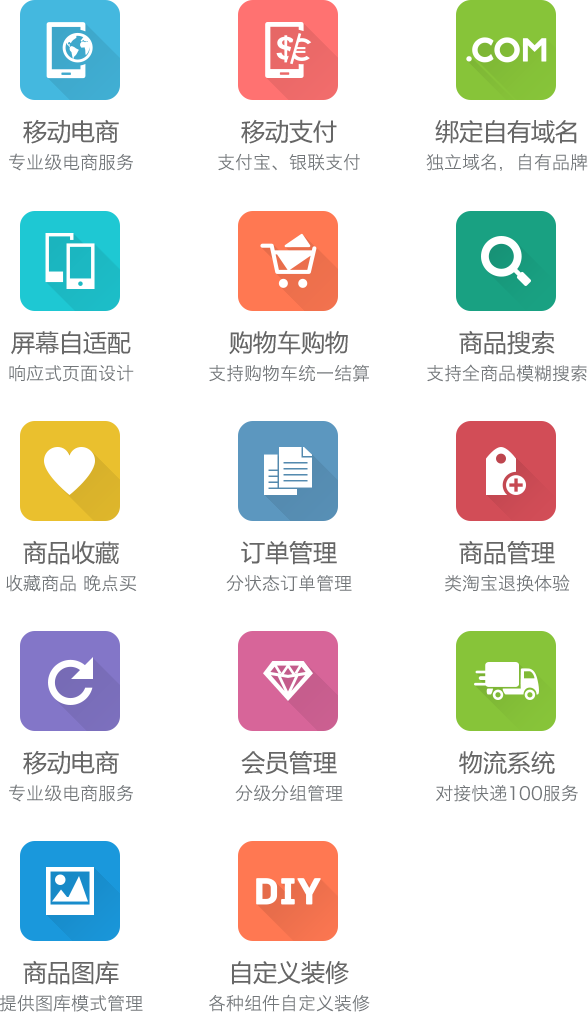 .COM
移动电商
移动支付
绑定自有域名
专业级电商服务
支付宝、银联支付
独立域名，自有品牌
屏幕自适配
购物车购物
商品搜索
响应式页面设计
支持购物车统一结算
支持全商品模糊搜索
商品收藏
订单管理
商品管理
收藏商品 晚点买
分状态订单管理
类淘宝退换体验
移动电商
会员管理
物流系统
专业级电商服务
分级分组管理
对接快递100服务
DIY
商品图库
自定义装修
提供图库模式管理
各种组件自定义装修